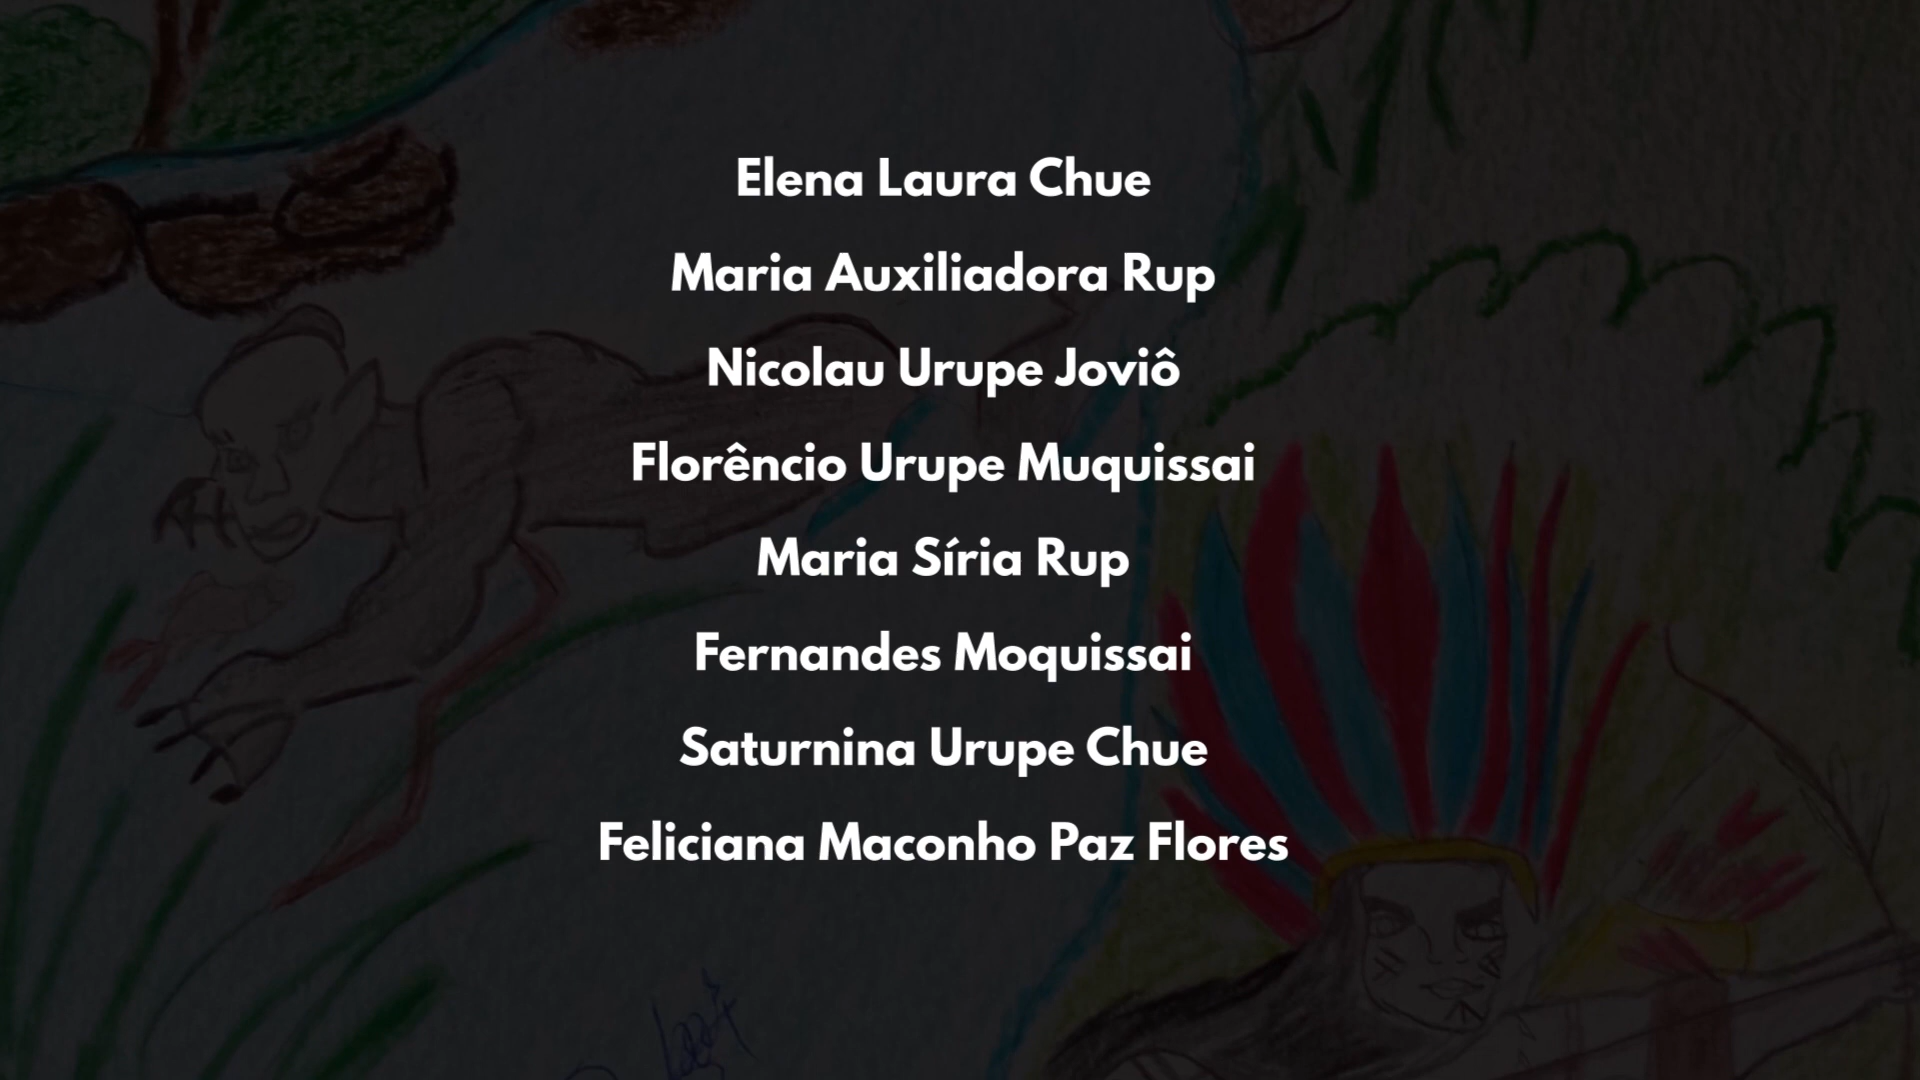 Elena Laura Chue
Maria Auxiliadora Rup
Nicolau Urupe Joviô
Florêncio Urupe Muquissai
Maria Síria Rup
Fernandes Moquissai
Saturnina Urupe Chue
Feliciana Maconho Paz Flores